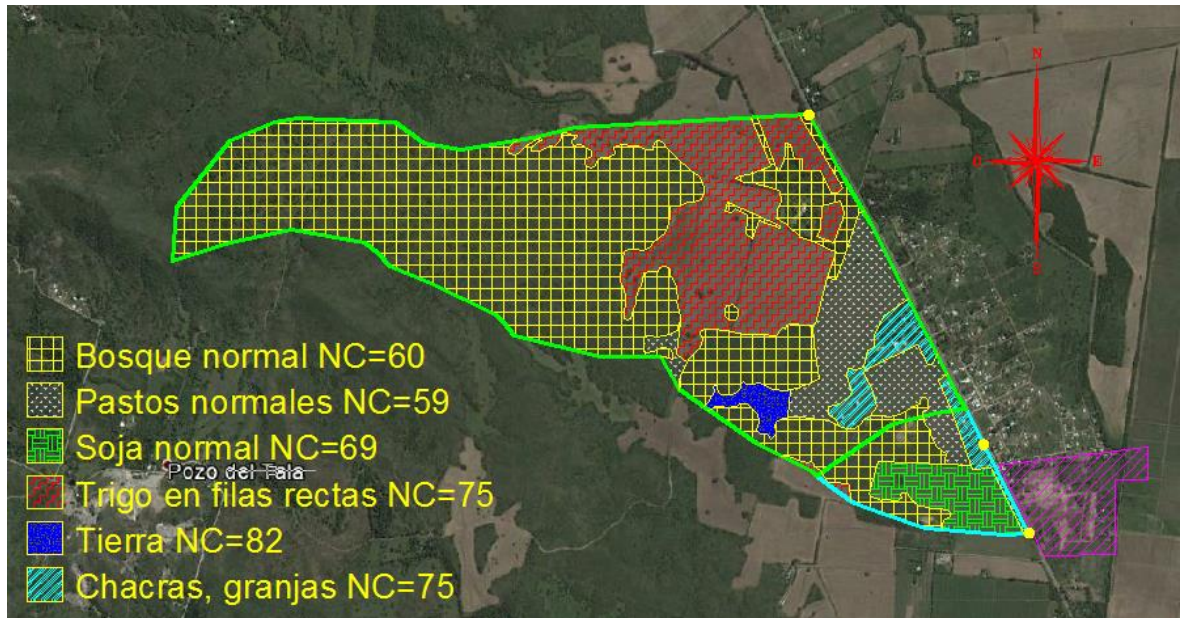 N
O
E
S
Bosque normal NC=60
Pastos normales NC=59
Soja normal NC=69
Pozo del Tala
Trigo en filas rectas NC=75
Tierra NC=82
Chacras, granjas NC=75